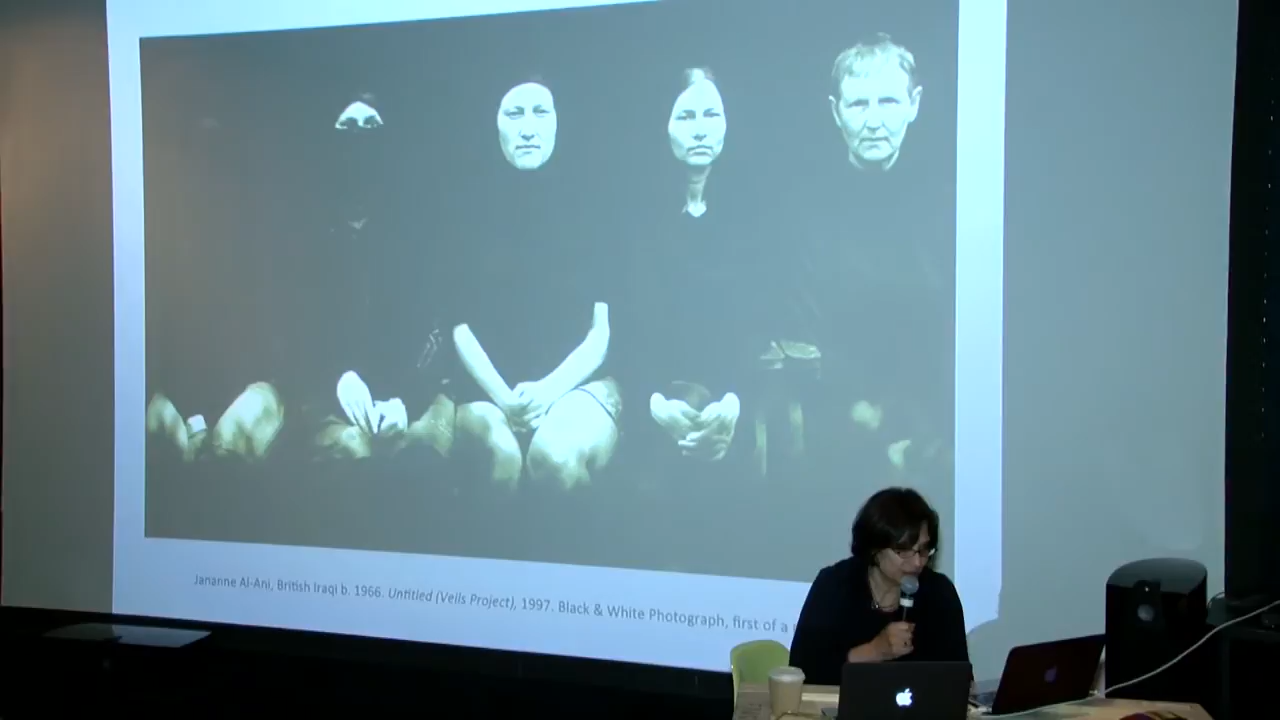 Jananne Al-Ani, British Iraqi b. 1966. Untitled (Veils Project), 1997. Black & White Photograph, first of a